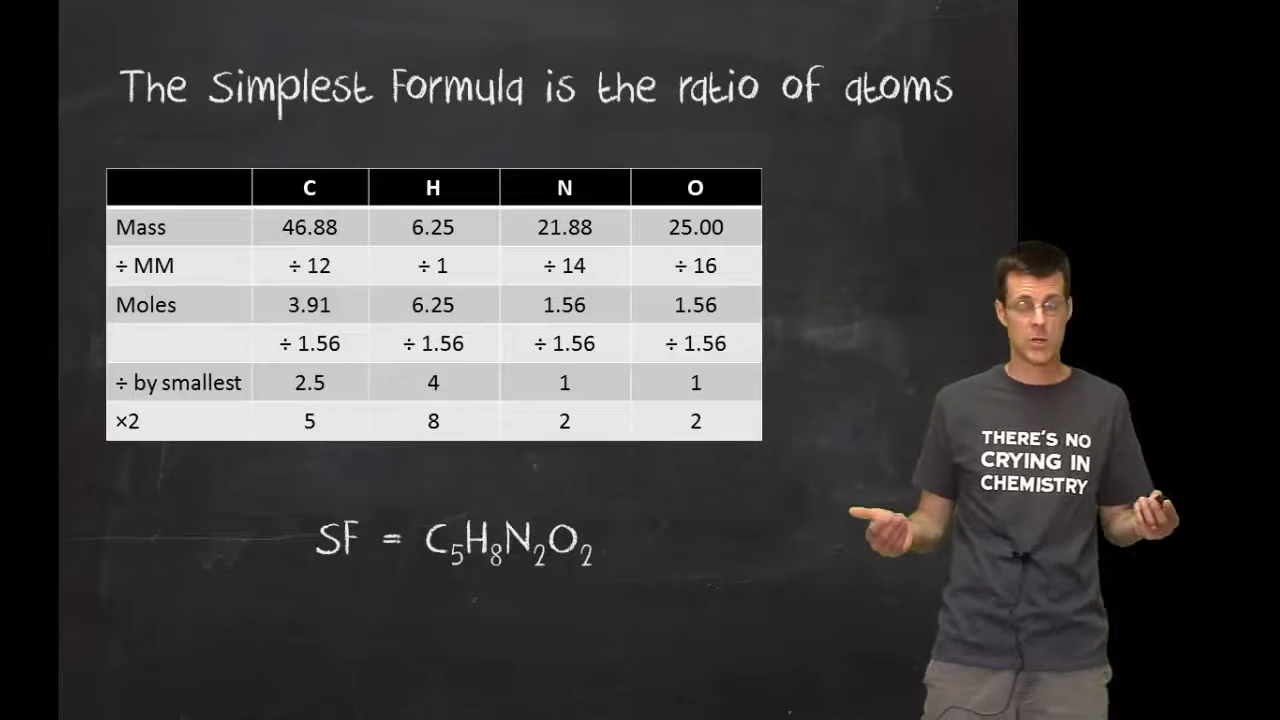 The Simplest Formula is the ratio of atoms
C H N O
Mass 46.88 6.25 21.88 25.00
÷ MM ÷ 12 ÷ 1 ÷ 14 ÷ 16
Moles 3.91 6.25 1.56 1.56
÷ 1.56 ÷ 1.56 ÷ 1.56 ÷ 1.56
÷ by smallest 2.5 4 1 1
×2 5 8 2 2
SF = C₅H₈N₂O₂
THERE'S NO
CRYING IN
CHEMISTRY